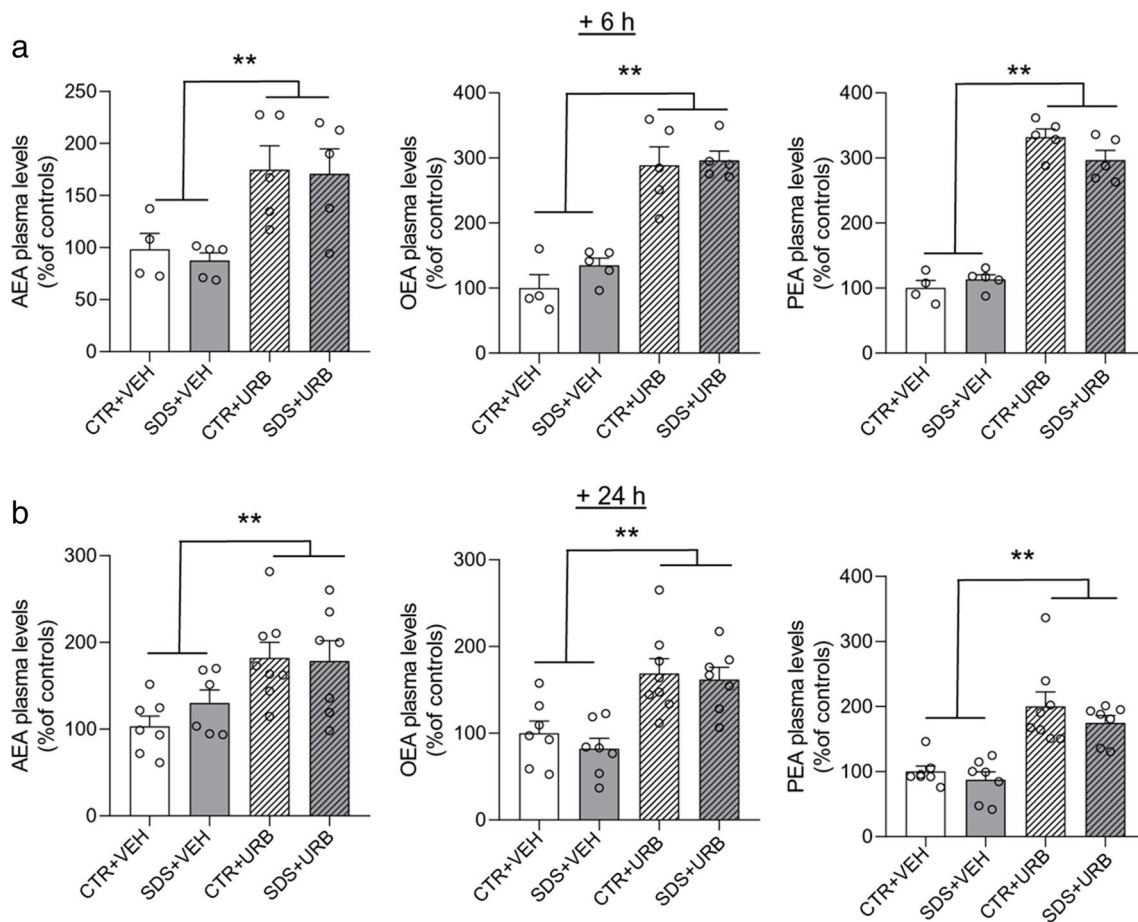 + 6 h
a
**
AEA plasma levels
(%of controls)
250
200
150
100
50
0
CTR+VEH
SDS+VEH
CTR+URB
SDS+URB
**
OEA plasma levels
(%of controls)
400
300
200
100
0
CTR+VEH
SDS+VEH
CTR+URB
SDS+URB
**
PEA plasma levels
(%of controls)
400
300
200
100
0
CTR+VEH
SDS+VEH
CTR+URB
SDS+URB
+ 24 h
b
**
AEA plasma levels
(%of controls)
300
200
100
0
CTR+VEH
SDS+VEH
CTR+URB
SDS+URB
**
OEA plasma levels
(%of controls)
300
200
100
0
CTR+VEH
SDS+VEH
CTR+URB
SDS+URB
**
PEA plasma levels
(%of controls)
400
300
200
100
0
CTR+VEH
SDS+VEH
CTR+URB
SDS+URB